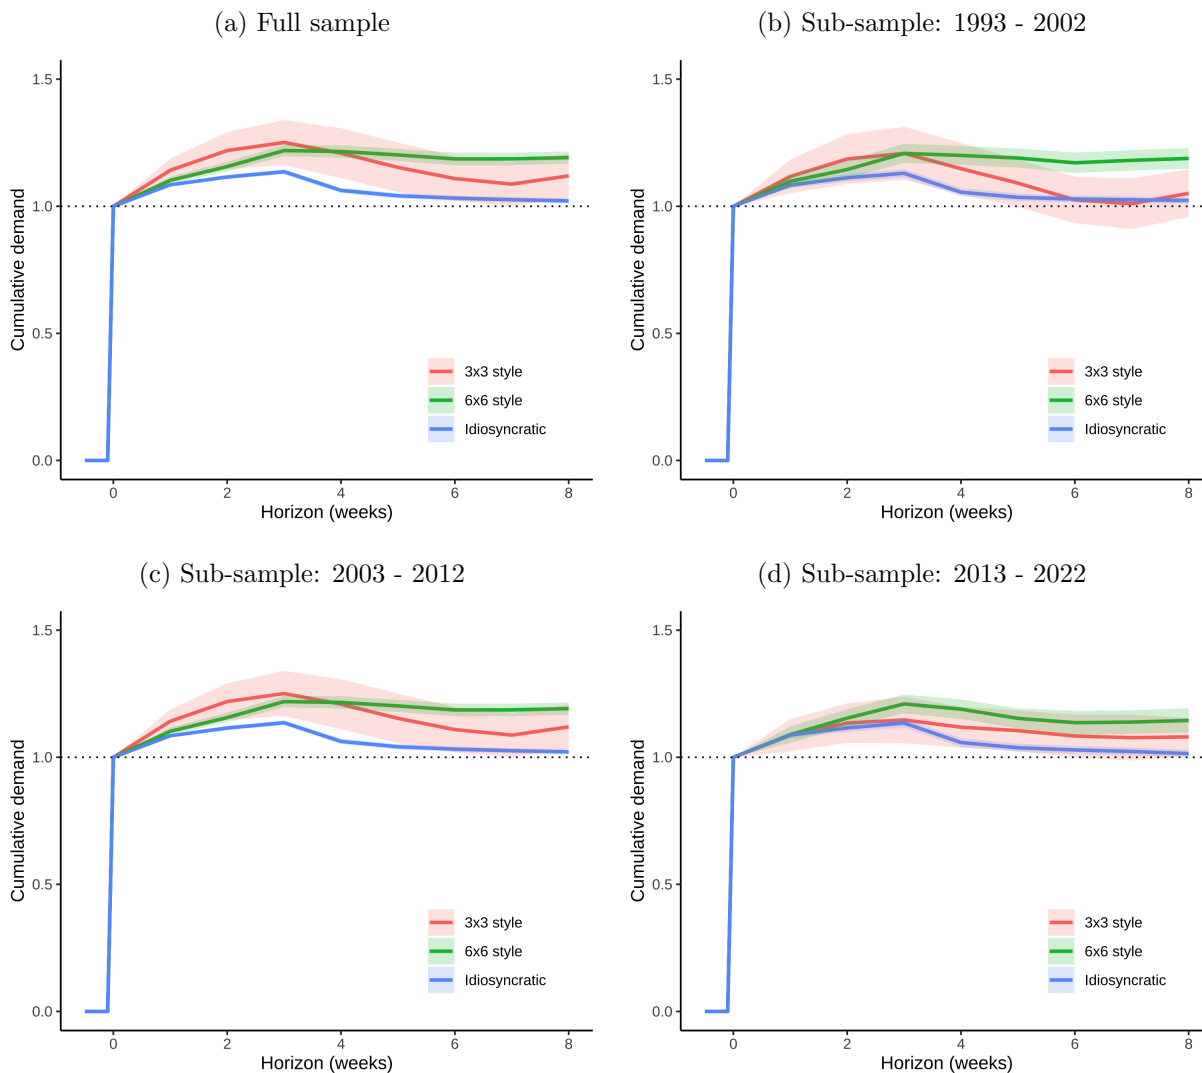 (a) Full sample
1.5
1.0
0.5
0.0
Cumulative demand
3x3 style
6x6 style
Idiosyncratic
0 2 4 6 8
Horizon (weeks)
(b) Sub-sample: 1993 - 2002
1.5
1.0
0.5
0.0
Cumulative demand
3x3 style
6x6 style
Idiosyncratic
0 2 4 6 8
Horizon (weeks)
(c) Sub-sample: 2003 - 2012
1.5
1.0
0.5
0.0
Cumulative demand
3x3 style
6x6 style
Idiosyncratic
0 2 4 6 8
Horizon (weeks)
(d) Sub-sample: 2013 - 2022
1.5
1.0
0.5
0.0
Cumulative demand
3x3 style
6x6 style
Idiosyncratic
0 2 4 6 8
Horizon (weeks)